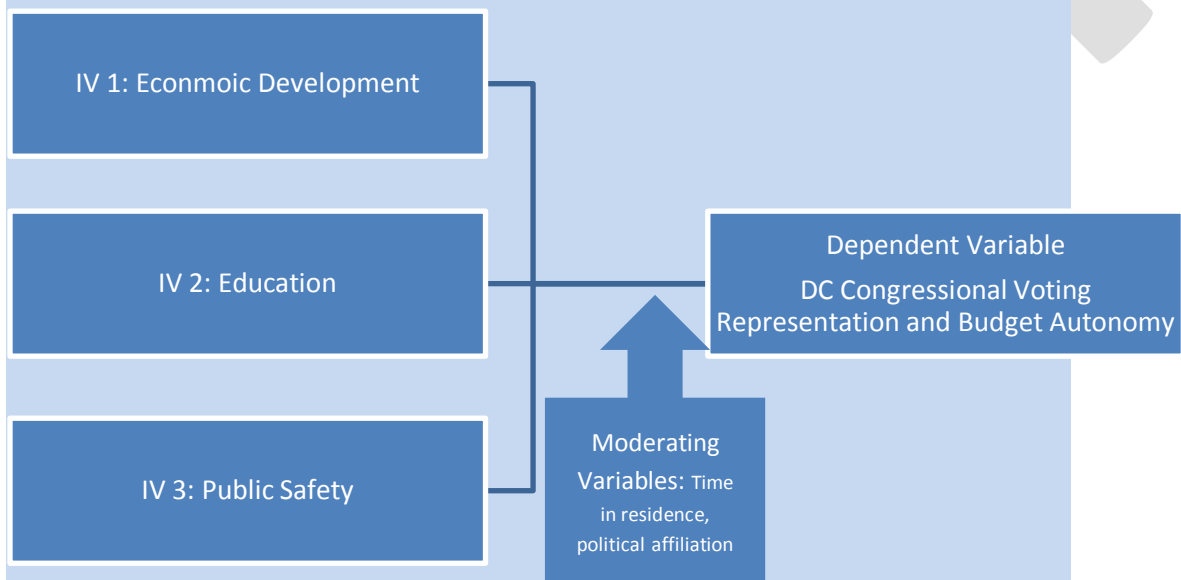 IV 1: Econmoic Development
IV 2: Education
Dependent Variable
DC Congressional Voting
Representation and Budget Autonomy
IV 3: Public Safety
Moderating
Variables: Time
in residence,
political affiliation